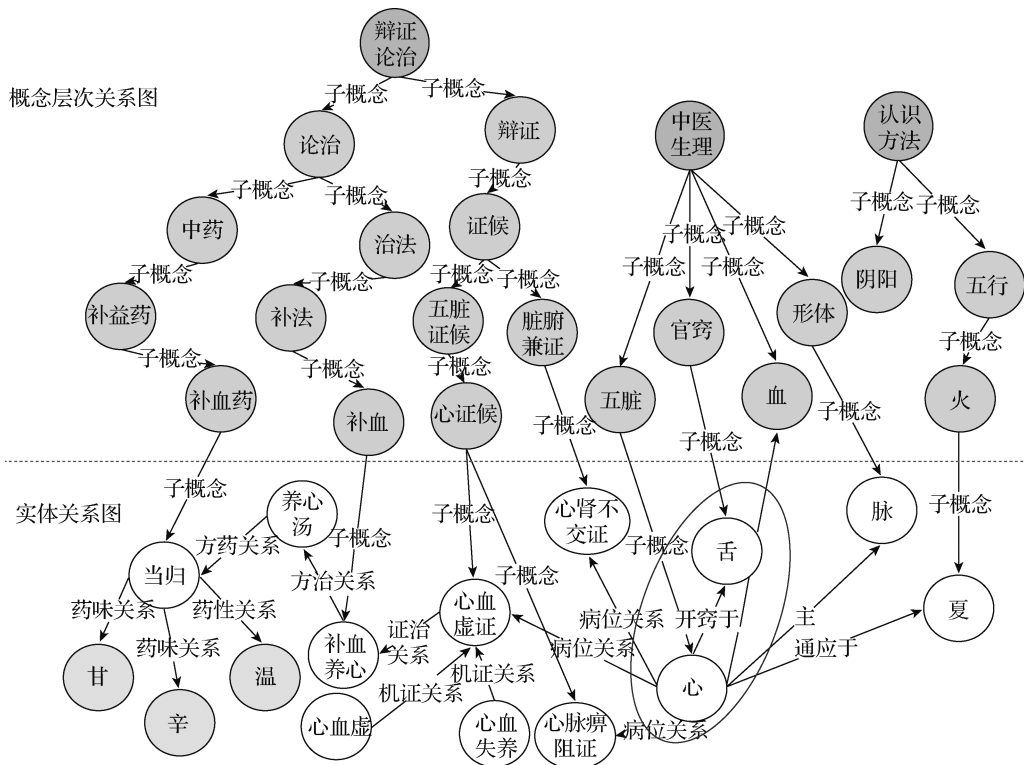 辩证
论治
概念层次关系图
子概念
子概念
论治
辩证
中医
生理
认识
方法
子概念
子概念
子概念
中药
治法
证候
子概念
子概念
子概念
子概念
子概念
子概念
子概念
子概念
子概念
子概念
补益药
补法
五脏
证候
脏腑
兼证
官窍
形体
阴阳
五行
子概念
子概念
子概念
子概念
补血药
补血
心证候
五脏
血
火
子概念
子概念
子概念
实体关系图
子概念
养心
汤
子概念
子概念
心肾不
交证
子概念
舌
脉
子概念
方药关系
当归
方治关系
子概念
药味关系
药性关系
药味关系
证治
关系
补血
养心
心血
虚证
病位关系
病位关系
开窍于
主
通应于
夏
甘
辛
温
机证关系
机证关系
心
心血虚
心血
失养
心脉痹
阻证
病位关系